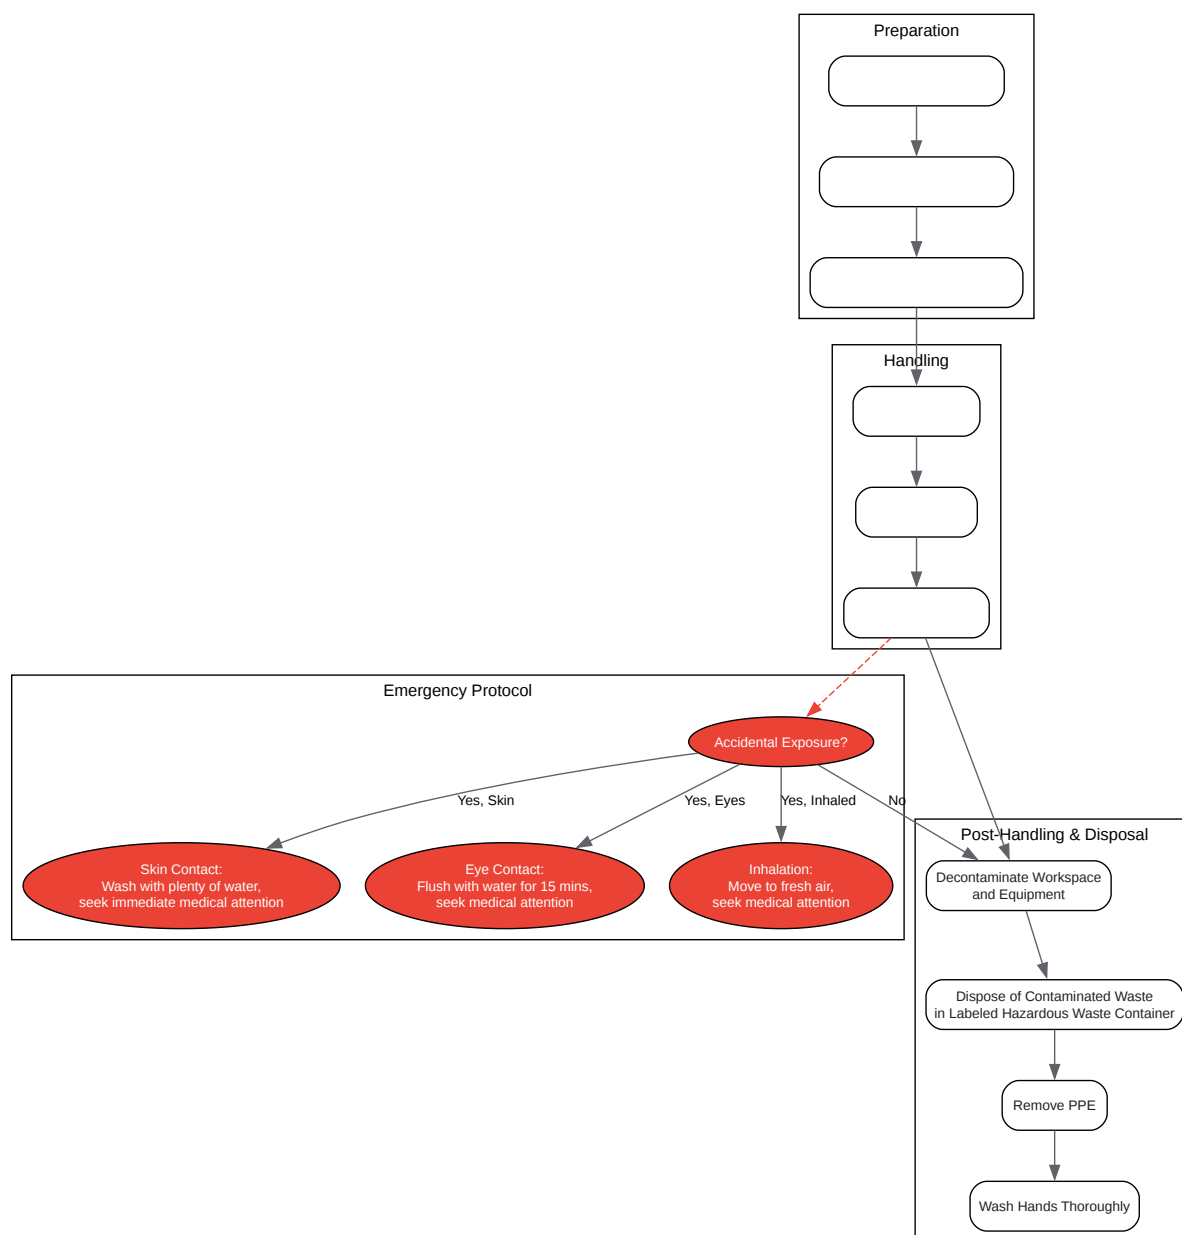 Preparation
Handling
Emergency Protocol
Accidental Exposure?
Yes, Skin
Yes, Eyes
Yes, Inhaled
No
Skin Contact:
Wash with plenty of water,
seek immediate medical attention
Eye Contact:
Flush with water for 15 mins,
seek medical attention
Inhalation:
Move to fresh air,
seek medical attention
Post-Handling & Disposal
Decontaminate Workspace
and Equipment
Dispose of Contaminated Waste
in Labeled Hazardous Waste Container
Remove PPE
Wash Hands Thoroughly